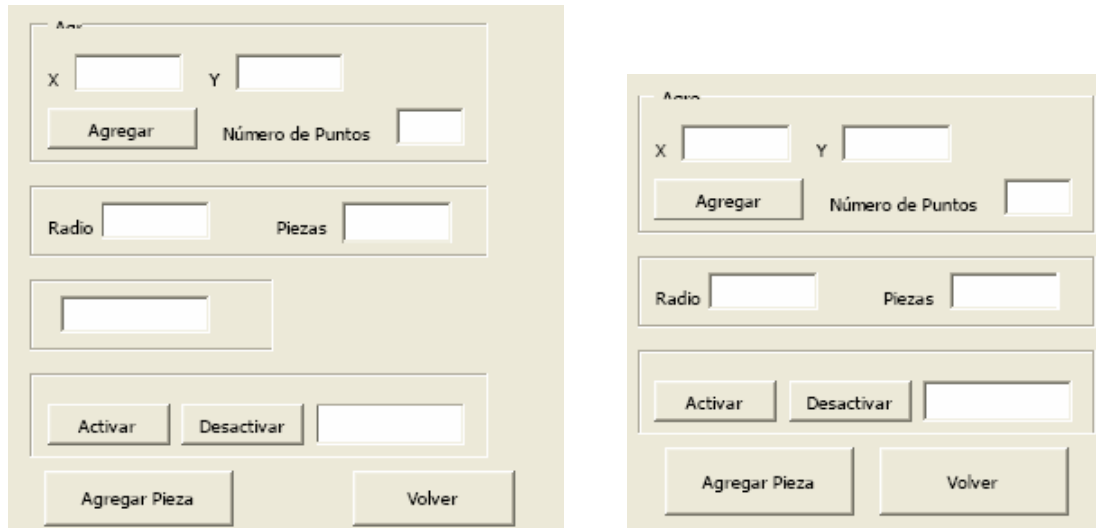 X Y
Agregar Número de Puntos
Radio Piezas
Activar Desactivar
Agregar Pieza Volver
X Y
Agregar Número de Puntos
Radio Piezas
Activar Desactivar
Agregar Pieza Volver